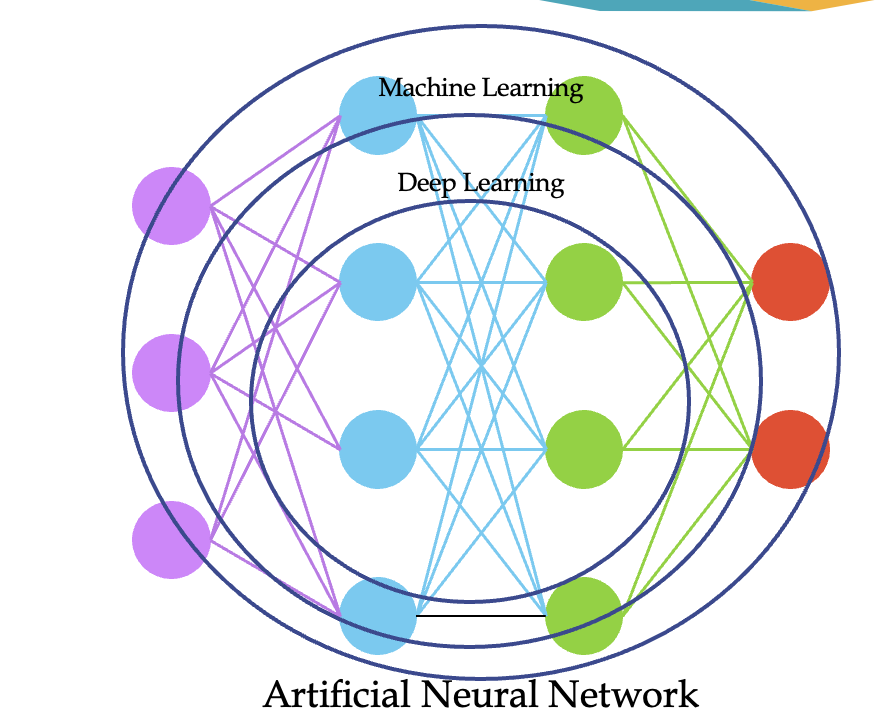 Machine Learning
Deep Learning
Artificial Neural Network